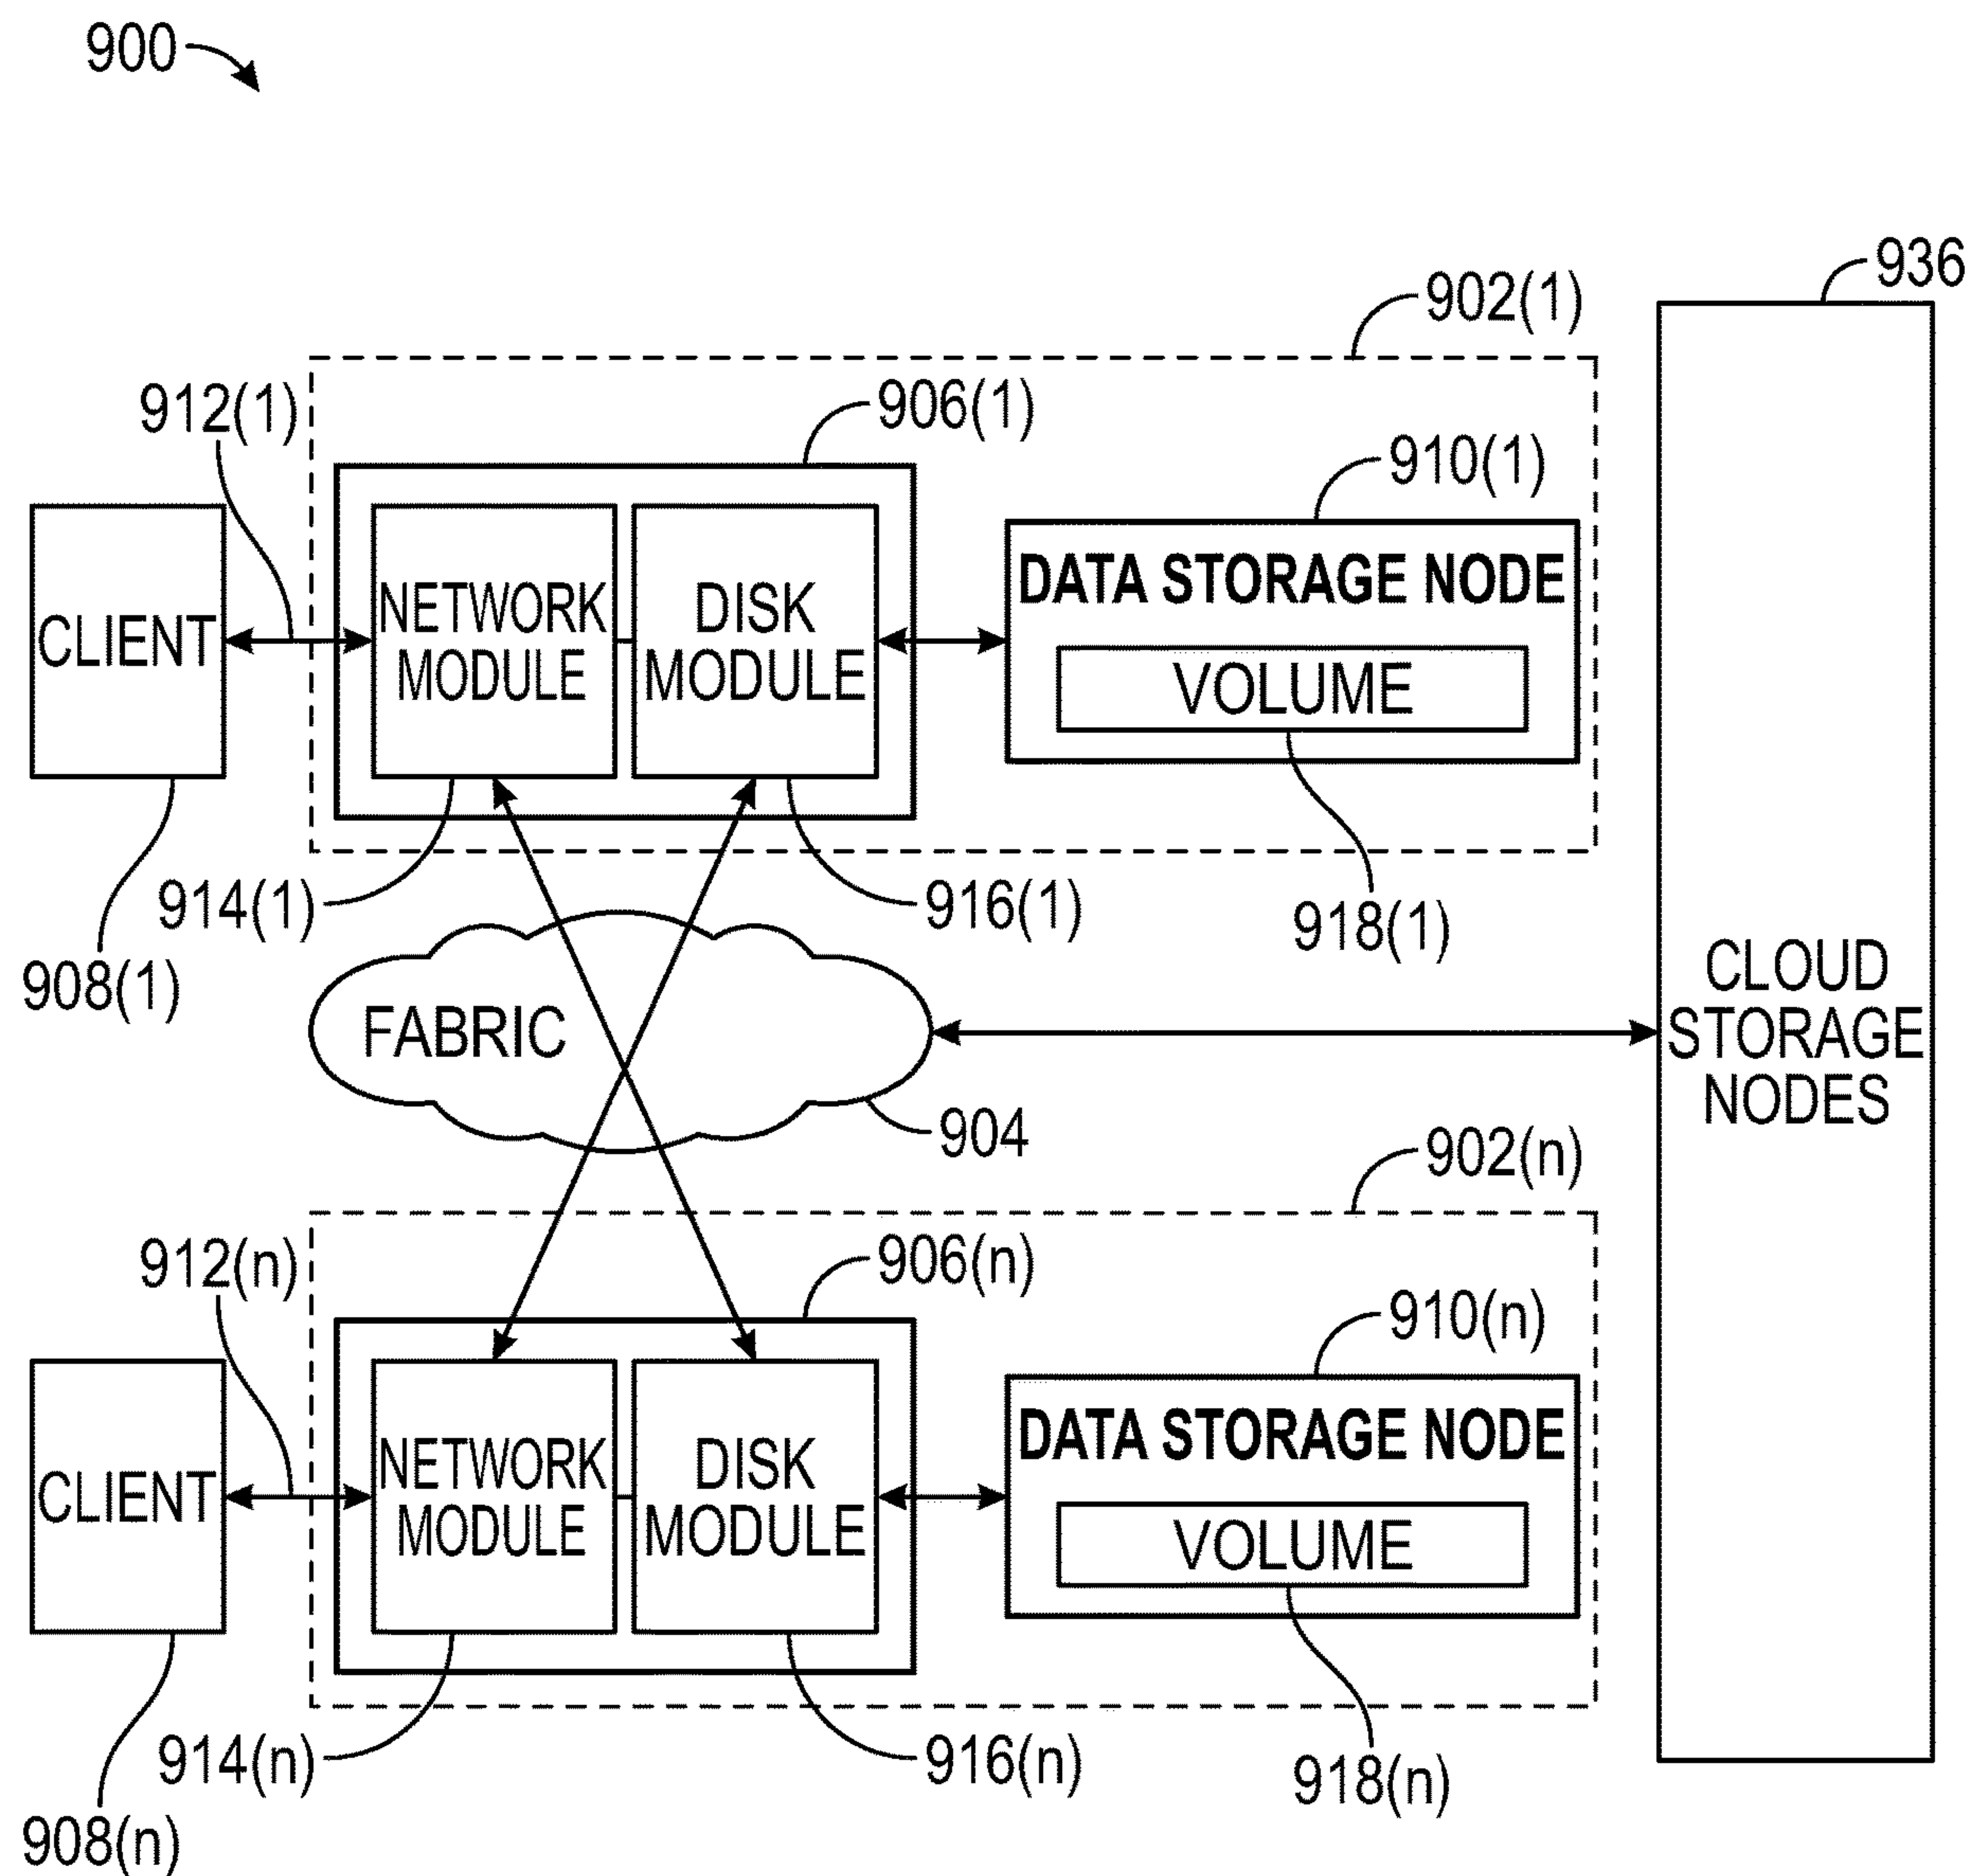 900
936
902(1)
912(1)
906(1)
910(1)
CLIENT
NETWORK
MODULE
DISK
MODULE
DATA STORAGE NODE
VOLUME
914(1)
916(1)
918(1)
908(1)
FABRIC
904
CLOUD
STORAGE
NODES
902(n)
912(n)
906(n)
910(n)
CLIENT
NETWORK
MODULE
DISK
MODULE
DATA STORAGE NODE
VOLUME
914(n)
916(n)
918(n)
908(n)